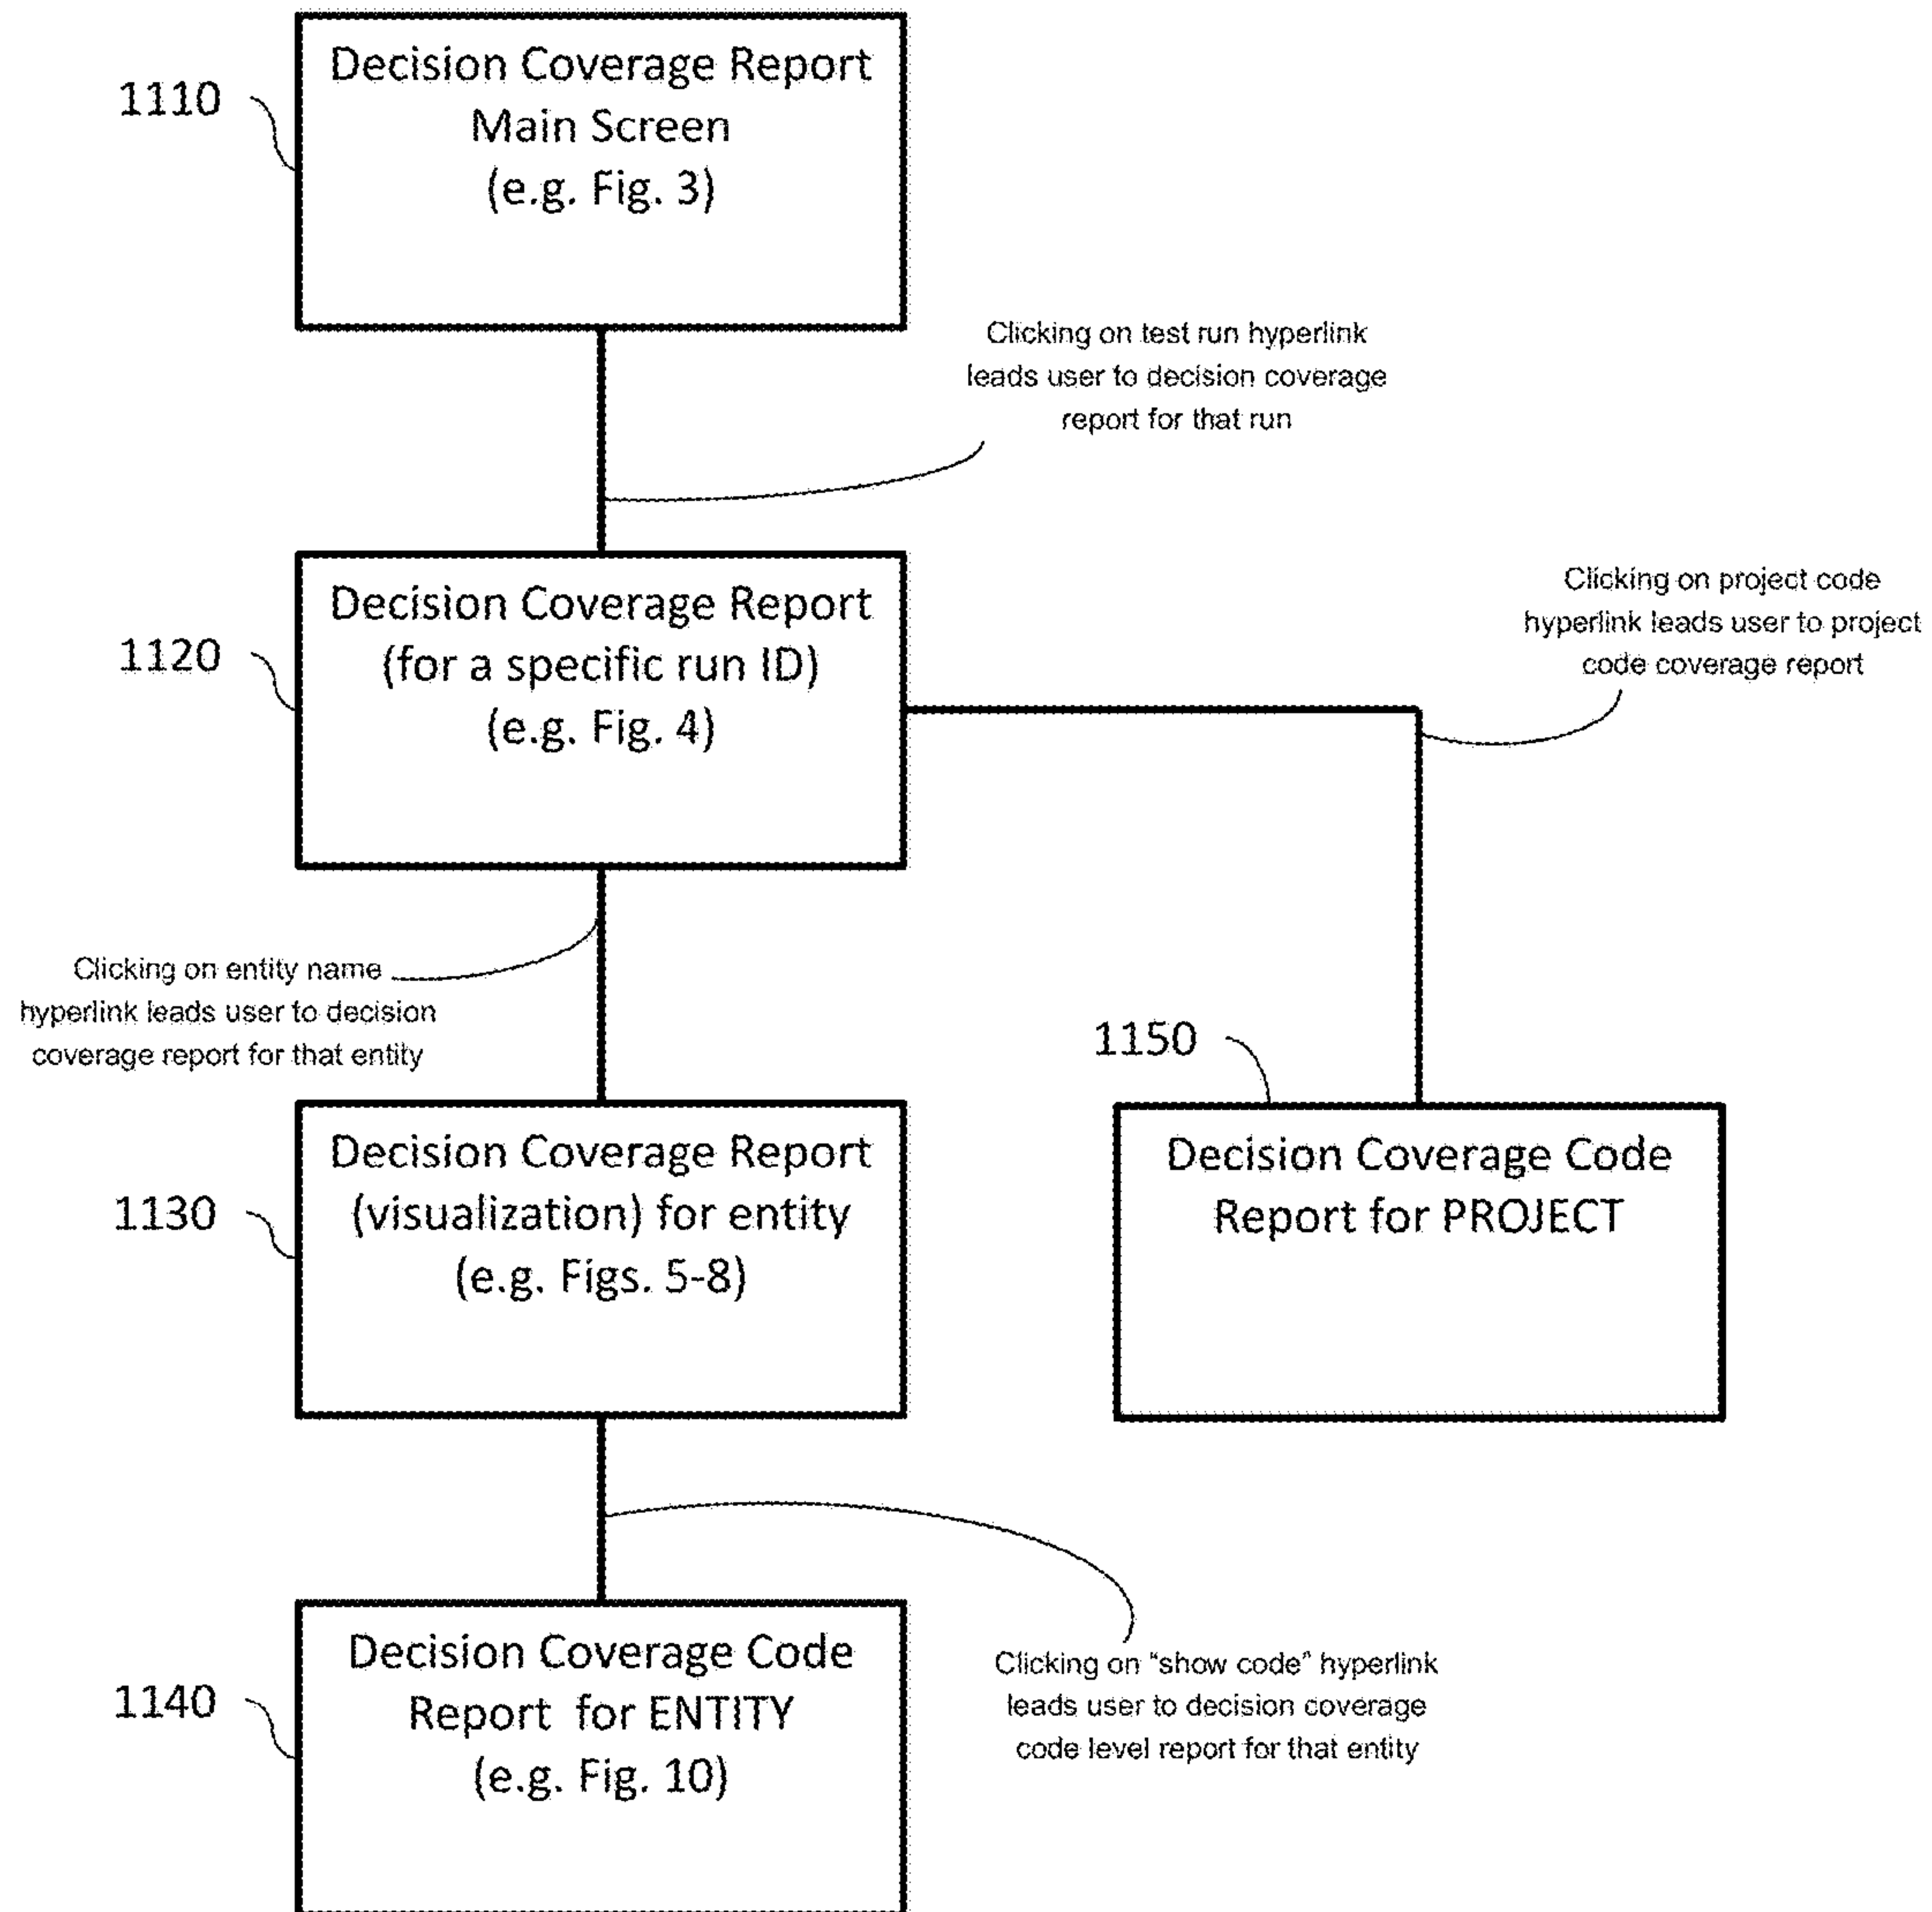 1110
Decision Coverage Report
Main Screen
(e.g. Fig. 3)
Clicking on test run hyperlink
leads user to decision coverage
report for that run
1120
Decision Coverage Report
(for a specific run ID)
(e.g. Fig. 4)
Clicking on project code
hyperlink leads user to project
code coverage report
Clicking on entity name
hyperlink leads user to decision
coverage report for that entity
1130
Decision Coverage Report
(visualization) for entity
(e.g. Figs. 5-8)
1150
Decision Coverage Code
Report for PROJECT
1140
Decision Coverage Code
Report for ENTITY
(e.g. Fig. 10)
Clicking on “show code” hyperlink
leads user to decision coverage
code level report for that entity